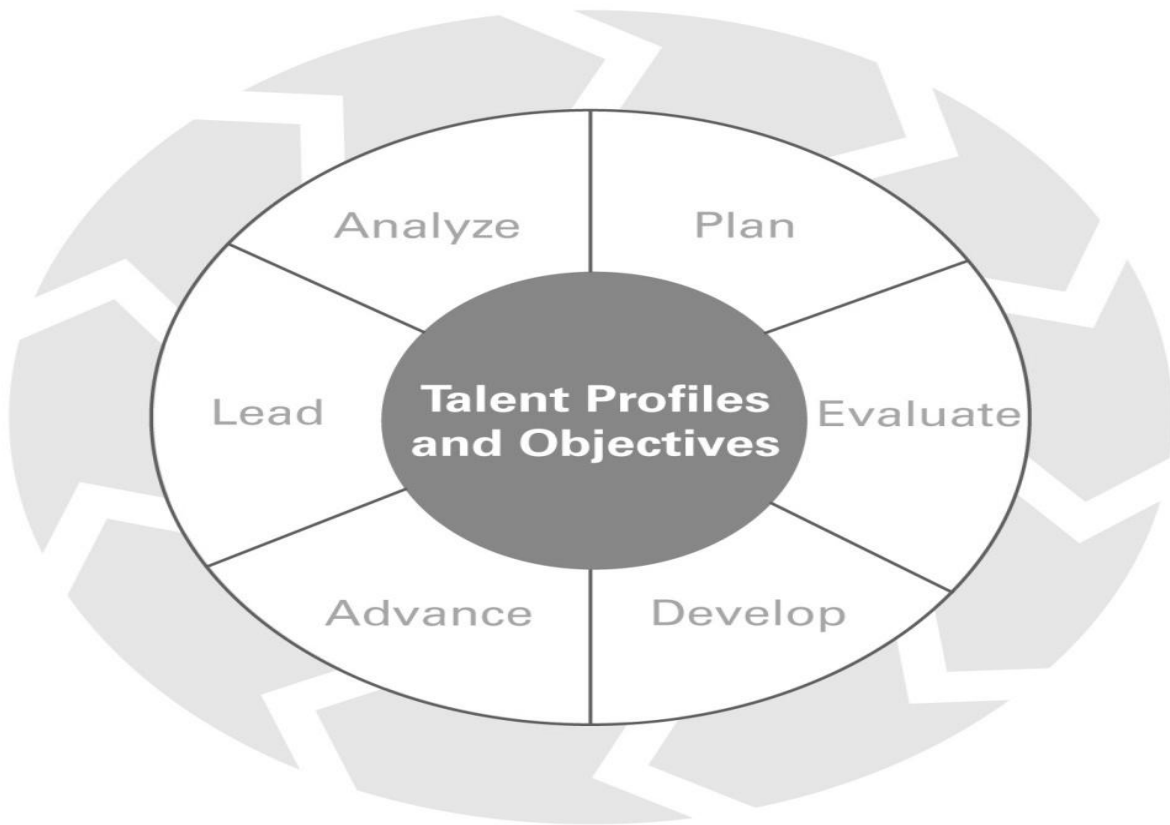 Analyze
Plan
Lead
Talent Profiles
and Objectives
Evaluate
Advance
Develop